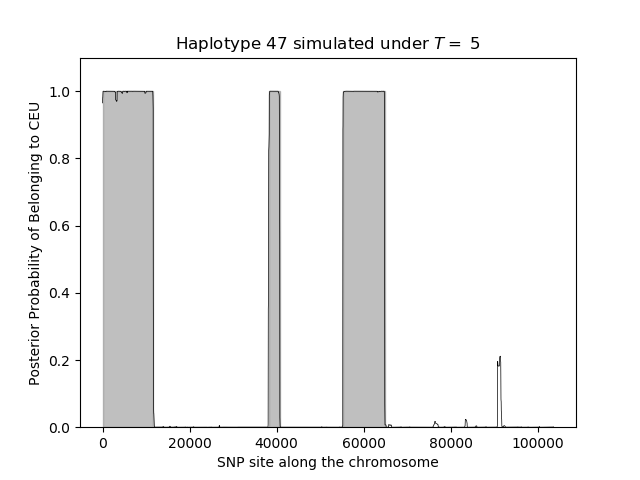 Haplotype 47 simulated under T = 5
Posterior Probability of Belonging to CEU
1.0
0.8
0.6
0.4
0.2
0.0
0 20000 40000 60000 80000 100000
SNP site along the chromosome